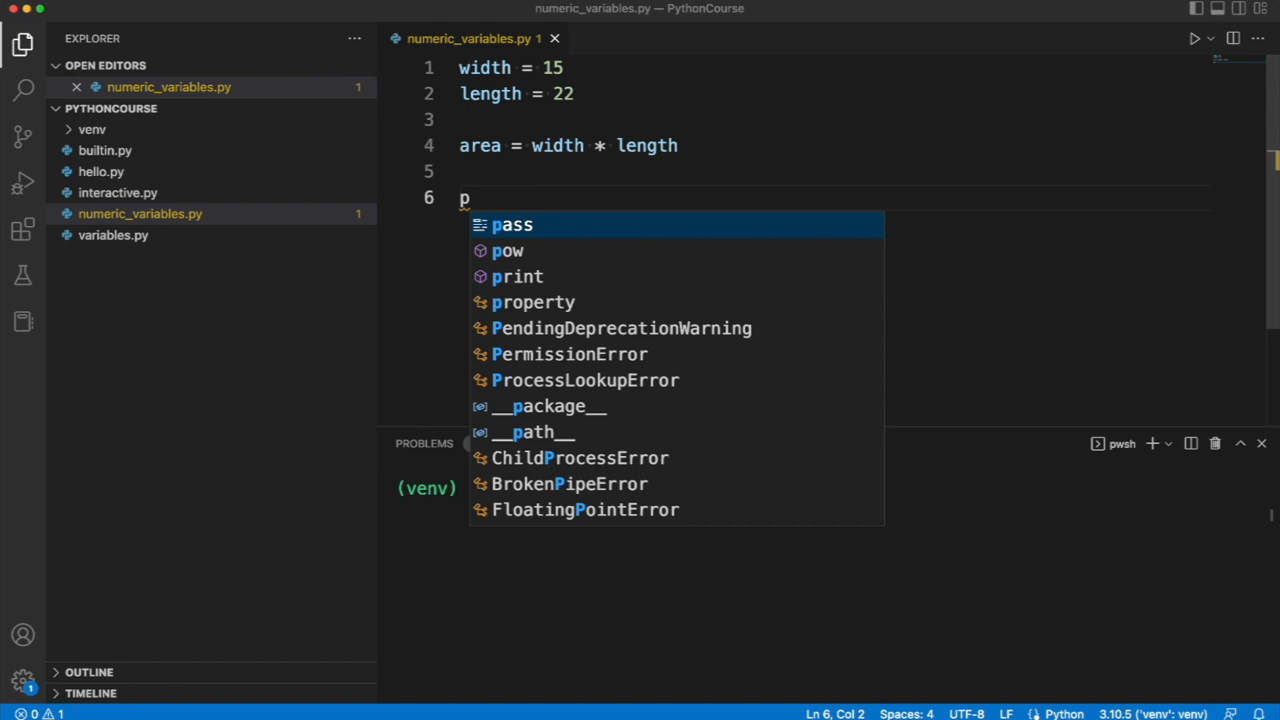 numeric_variables.py — PythonCourse
EXPLORER
OPEN EDITORS
numeric_variables.py 1
PYTHONCOURSE
venv
builtin.py
hello.py
interactive.py
numeric_variables.py 1
variables.py
OUTLINE
TIMELINE
numeric_variables.py 1
1 width = 15
2 length = 22
3
4 area = width * length
5
6 p
pass
pow
print
property
PendingDeprecationWarning
PermissionError
ProcessLookupError
__package__
__path__
ChildProcessError
BrokenPipeError
FloatingPointError
PROBLEMS
pwsh
(venv)
1
0 1
Ln 6, Col 2 Spaces: 4 UTF-8 LF Python 3.10.5 ('venv': venv)